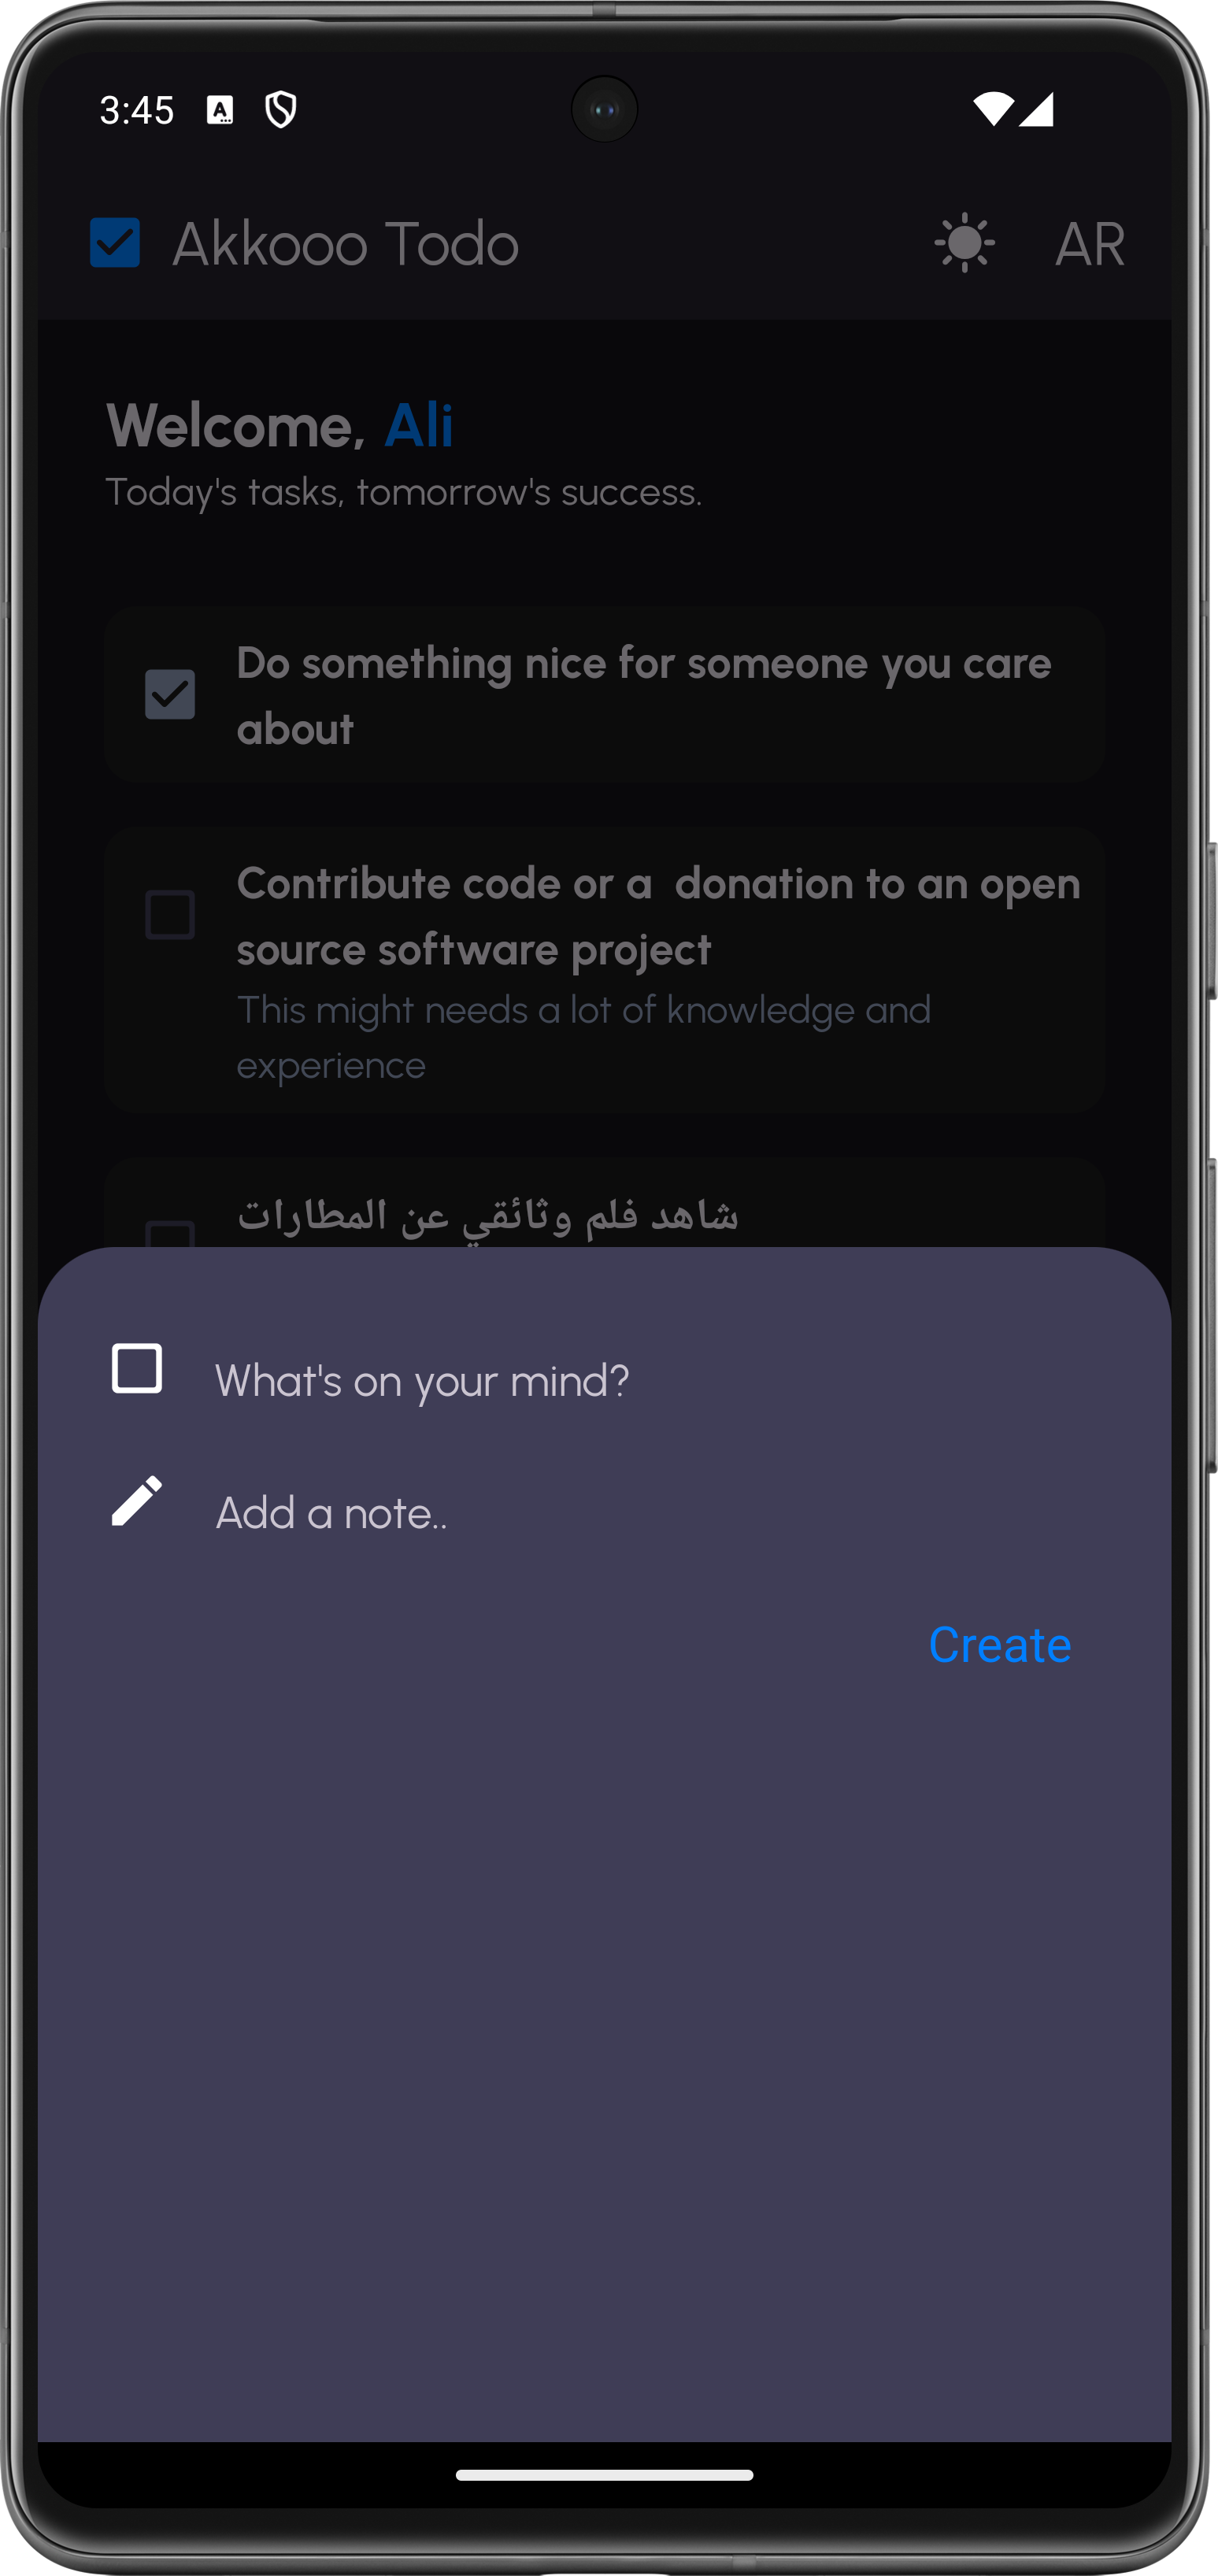 3:45
Akkooo Todo
AR
Welcome, Ali
Today's tasks, tomorrow's success.
Do something nice for someone you care
about
Contribute code or a  donation to an open
source software project
This might needs a lot of knowledge and
experience
شاهد فلم وثائقي عن المطارات
What's on your mind?
Add a note..
Create